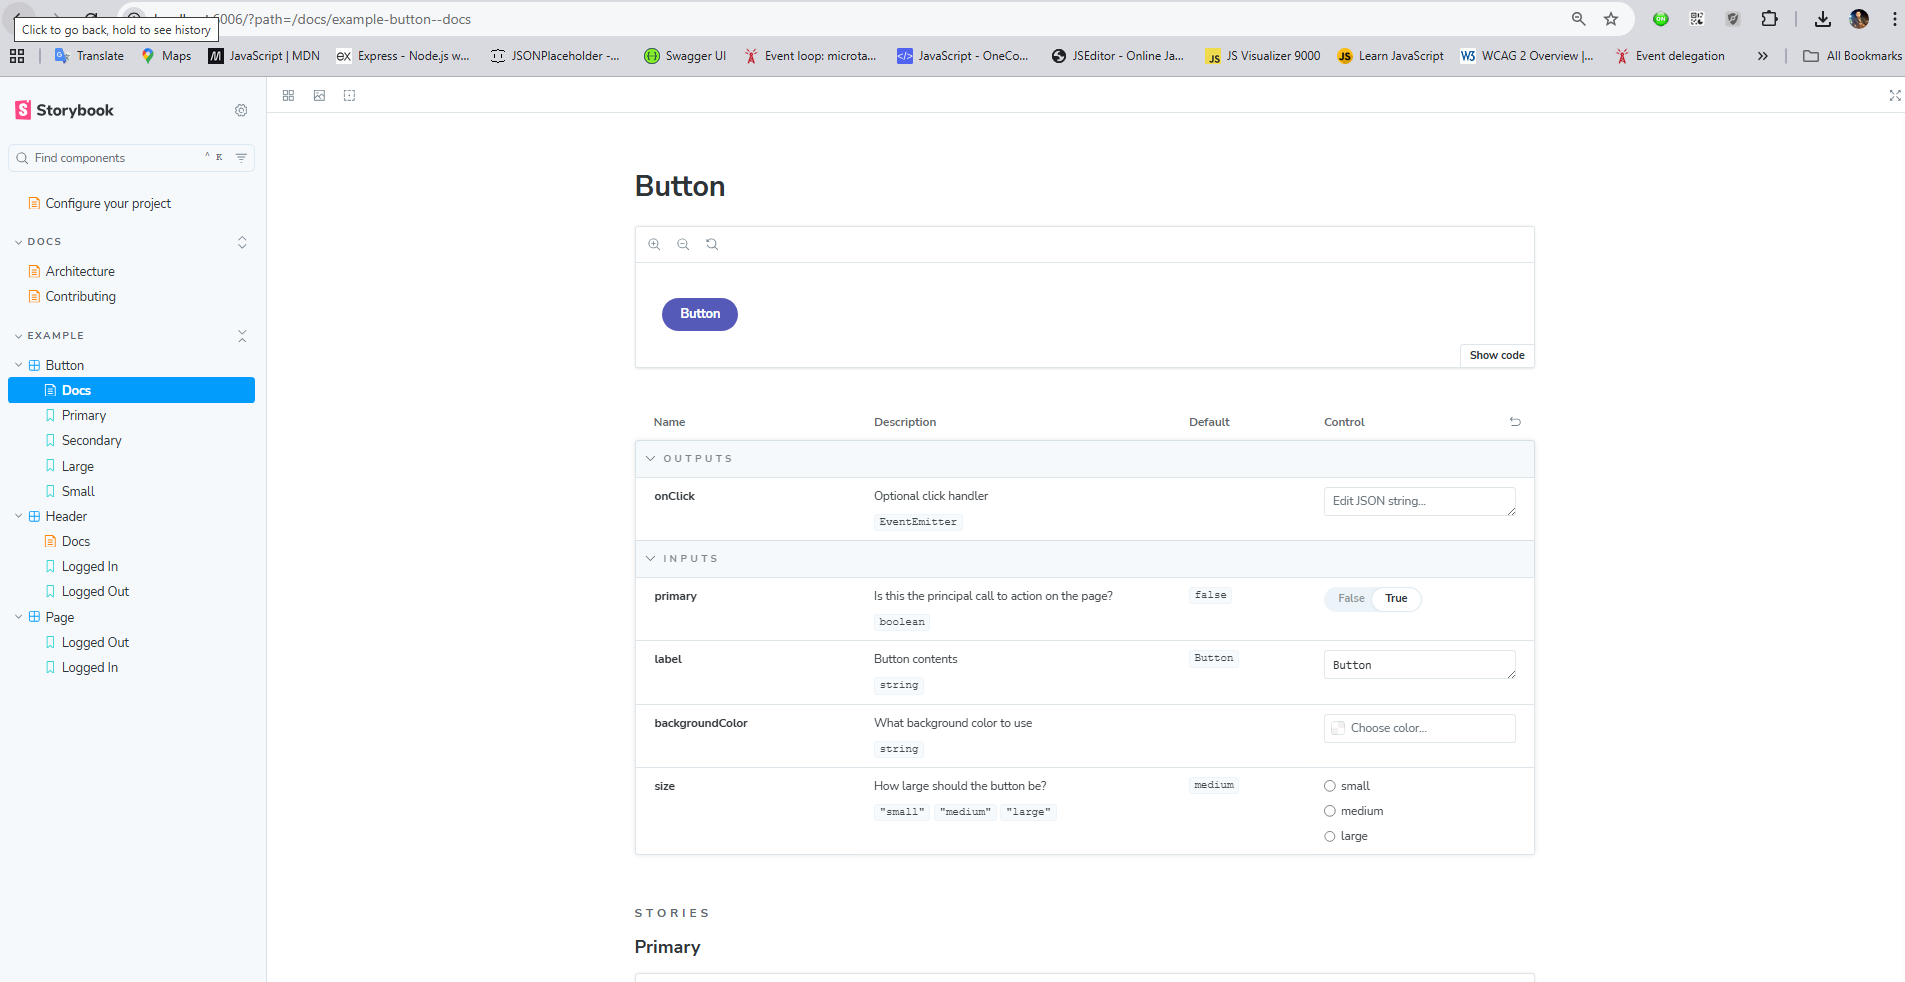 localhost:6006/?path=/docs/example-button--docs
Click to go back, hold to see history
Translate
Maps
JavaScript | MDN
Express - Node.js w...
JSONPlaceholder -...
Swagger UI
Event loop: microta...
JavaScript - OneCo...
JSEditor - Online Ja...
JS Visualizer 9000
Learn JavaScript
WCAG 2 Overview |...
Event delegation
All Bookmarks
Storybook
Find components
^ K
Configure your project
DOCS
Architecture
Contributing
EXAMPLE
Button
Docs
Primary
Secondary
Large
Small
Header
Docs
Logged In
Logged Out
Page
Logged Out
Logged In
Button
Button
Show code
Name Description Default Control
OUTPUTS
onClick Optional click handler Edit JSON string...
EventEmitter
INPUTS
primary Is this the principal call to action on the page? false False True
boolean
label Button contents Button Button
string
backgroundColor What background color to use Choose color...
string
size How large should the button be? medium small
"small" "medium" "large" medium
large
STORIES
Primary